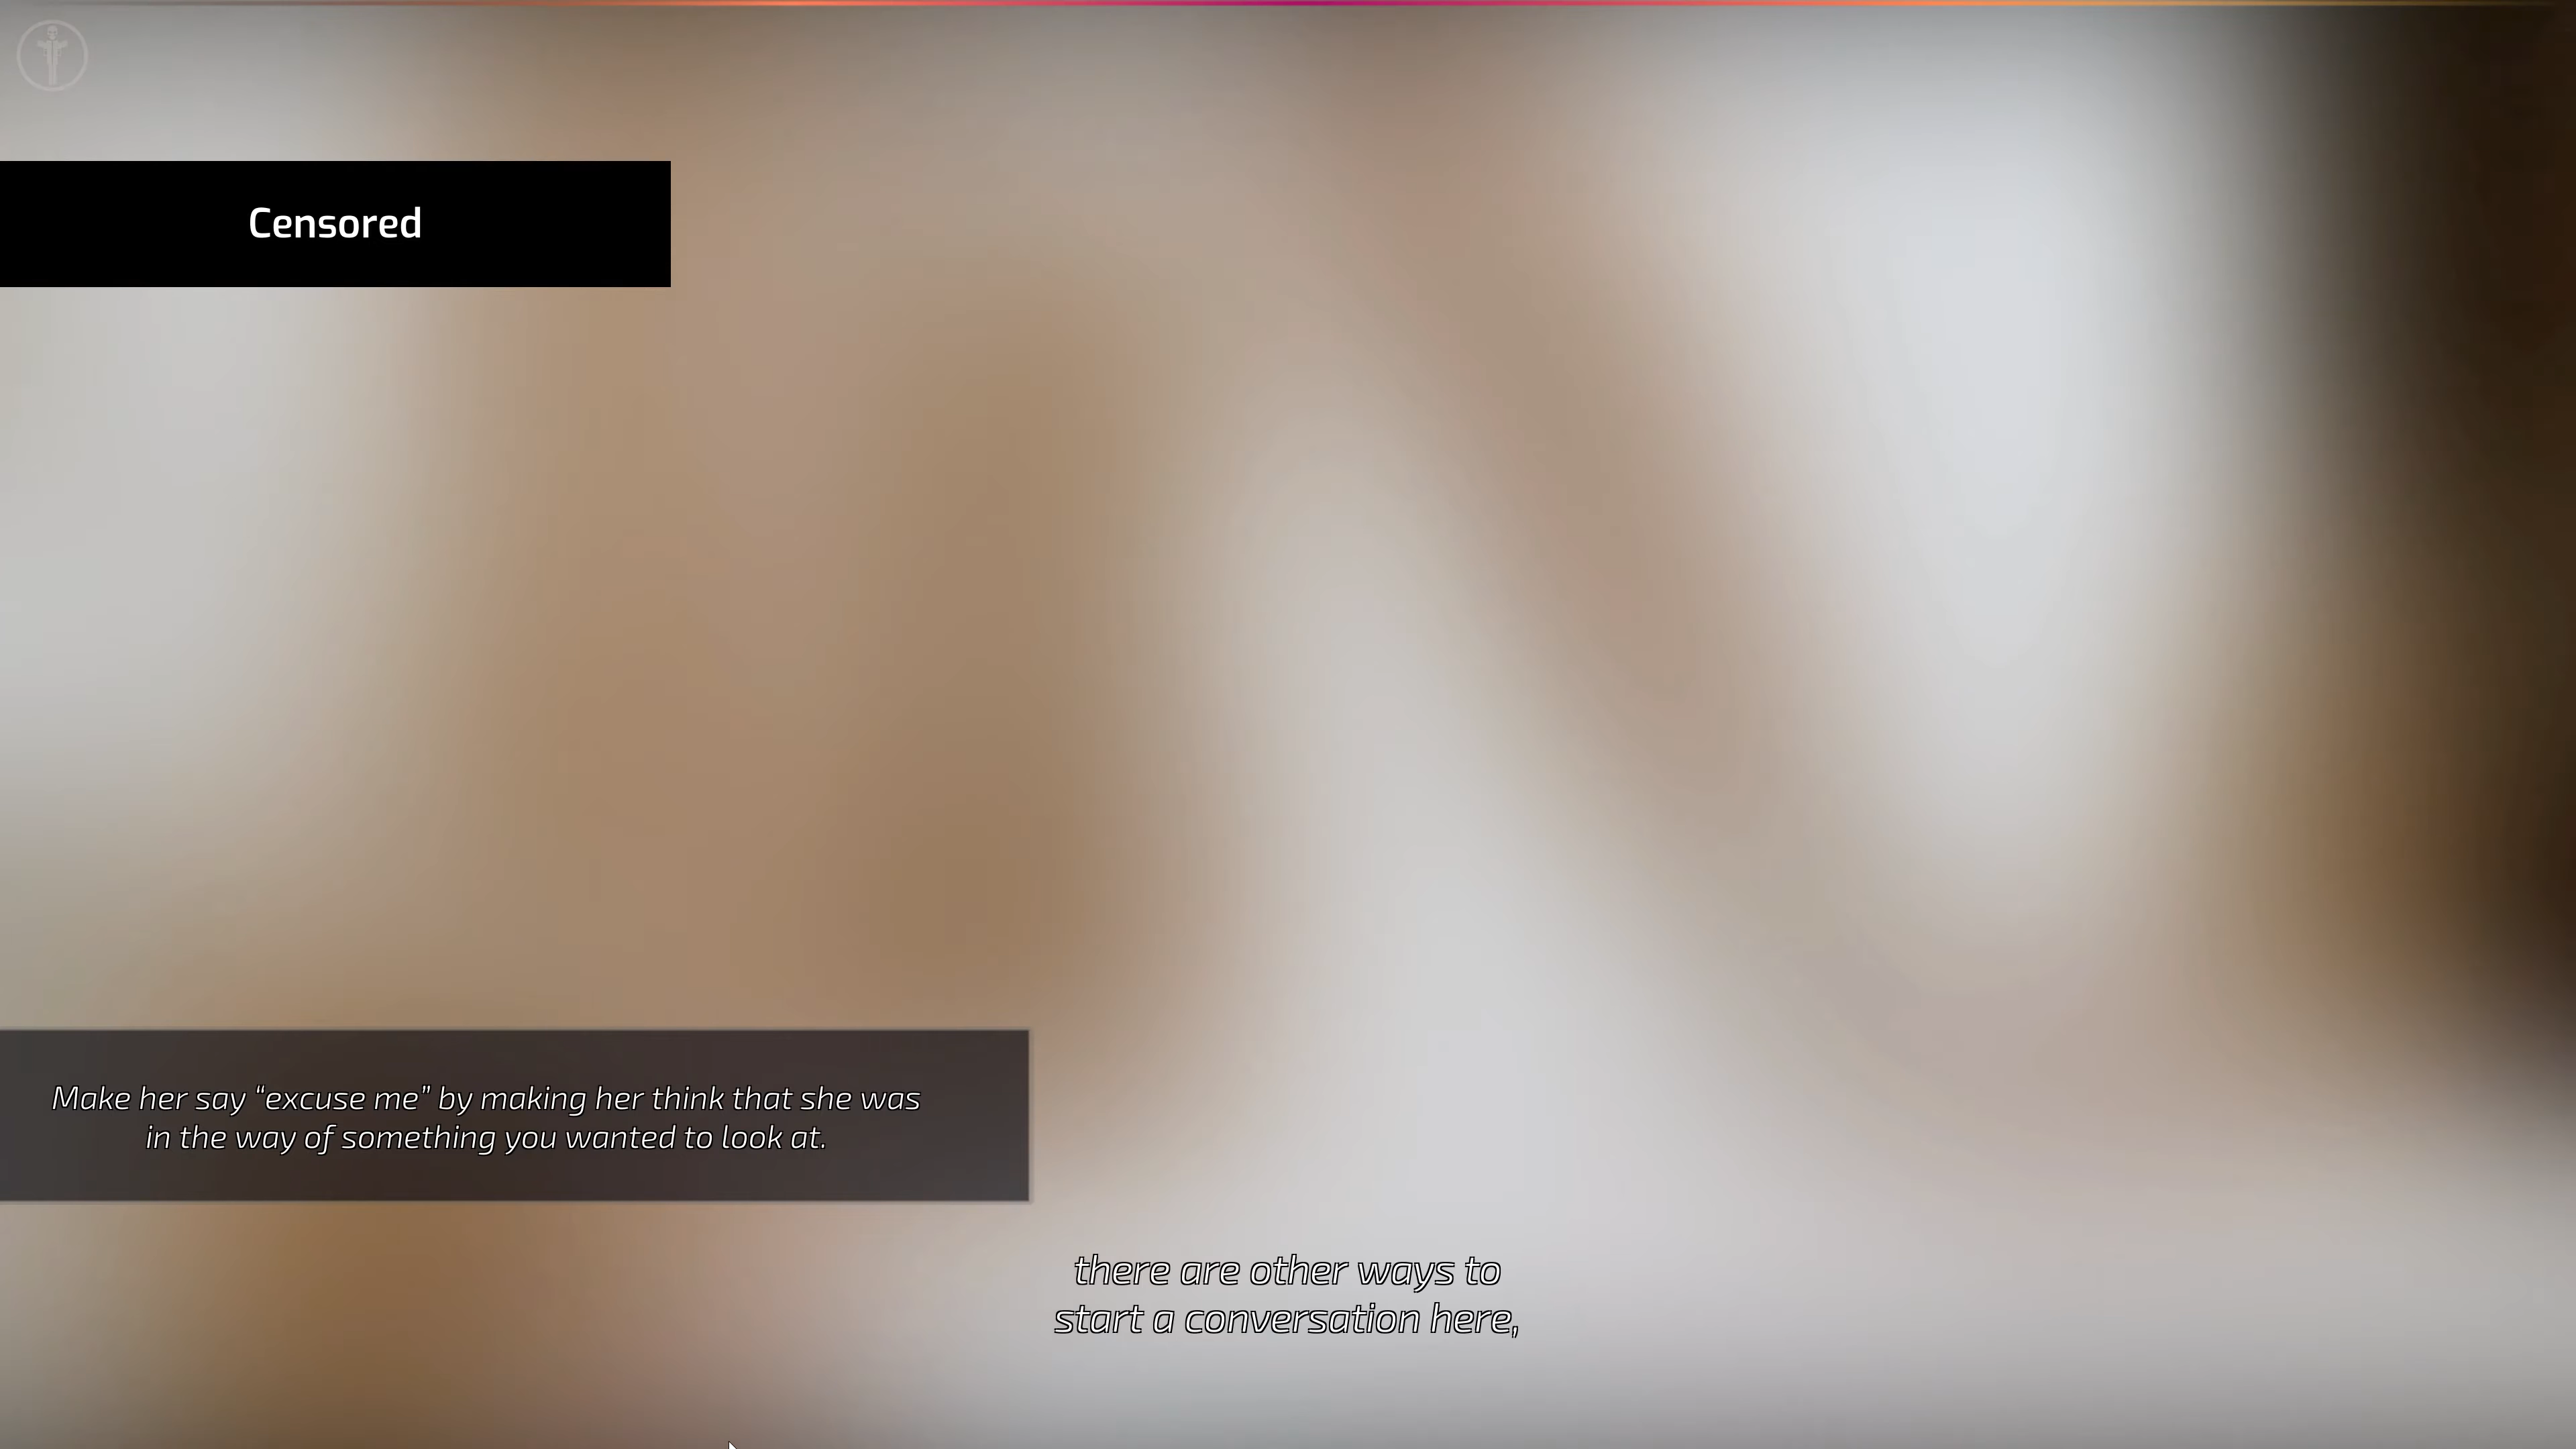 Censored
Make her say “excuse me” by making her think that she was
in the way of something you wanted to look at.
there are other ways to
start a conversation here,